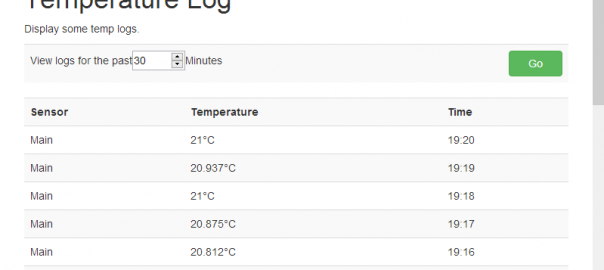 Temperature Log
Display some temp logs.
View logs for the past 30 Minutes Go
Sensor Temperature Time
Main 21°C 19:20
Main 20.937°C 19:19
Main 21°C 19:18
Main 20.875°C 19:17
Main 20.812°C 19:16